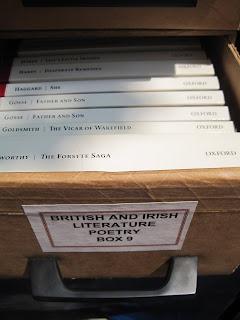 HARDY | DESPERATE REMEDIES
HAGGARD | SHE OXFORD
GOSSE | FATHER AND SON OXFORD
GOSSE | FATHER AND SON OXFORD
GOLDSMITH | THE VICAR OF WAKEFIELD OXFORD
WORTHY | THE FORSYTE SAGA OXFORD
BRITISH AND IRISH
LITERATURE
POETRY
BOX 9